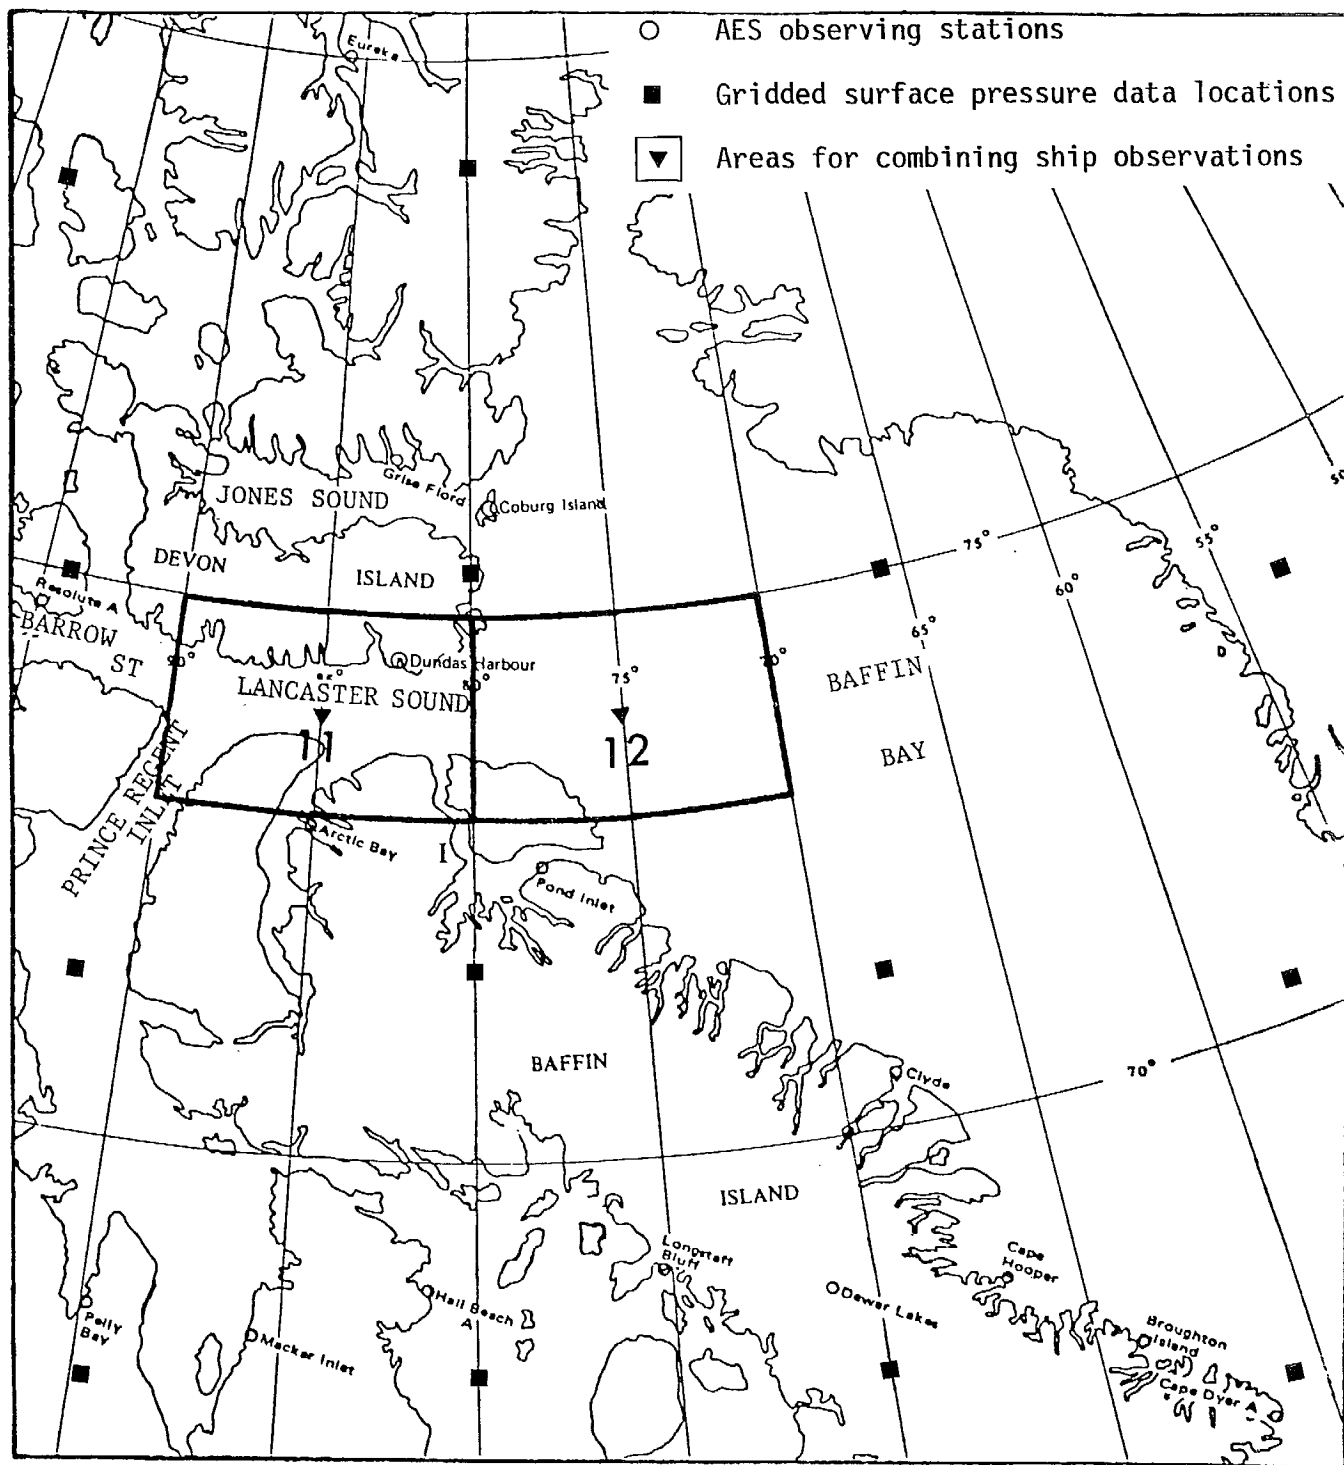 AES observing stations
Gridded surface pressure data locations
Areas for combining ship observations
Eureka
Grise Fiord
JONES SOUND
Coburg Island
DEVON
ISLAND
Resolute A
BARROW
ST
75°
55°
50
60°
65°
90°
Dundas Harbour
85°
80°
75°
70°
LANCASTER SOUND
BAFFIN
BAY
11
12
PRINCE REGENT
INLET
Arctic Bay
I
Pond Inlet
BAFFIN
Clyde
70°
ISLAND
Longstaff
Bluff
Cape
Hooper
Dewar Lakes
Hall Beach
A
Pelly
Bay
Mackar Inlet
Broughton
Island
Cape Dyer A